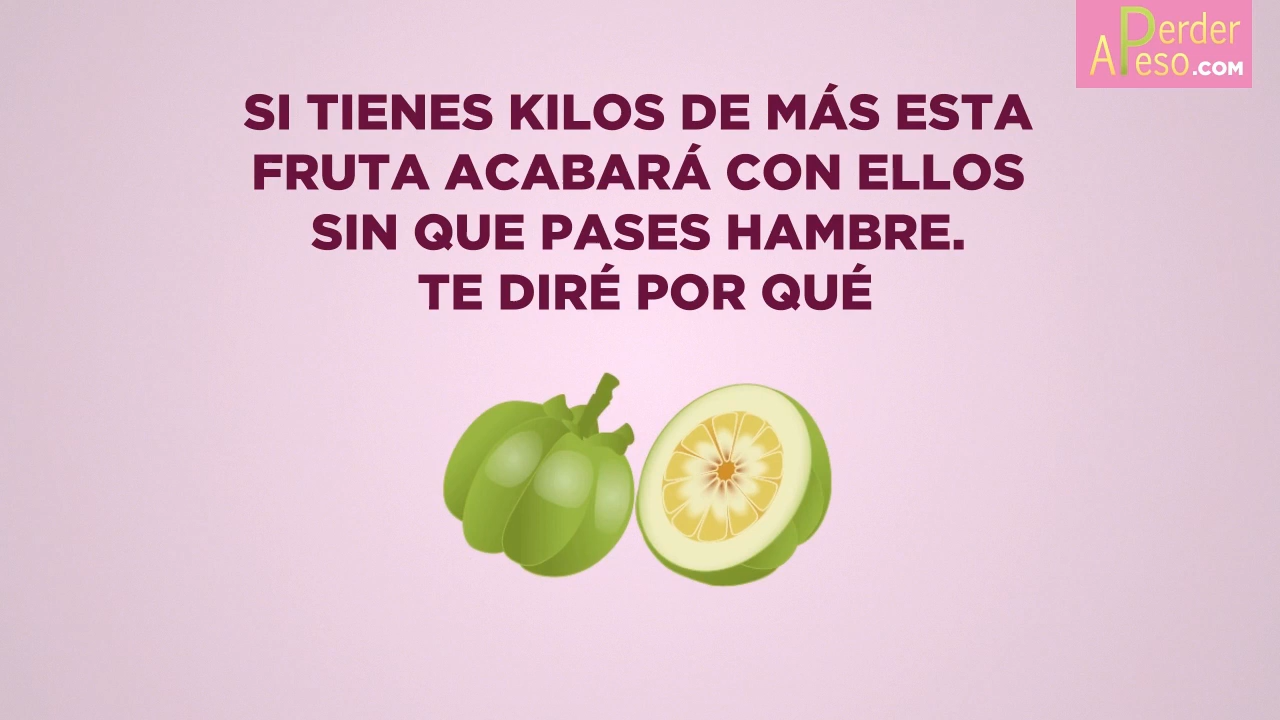 A Perder
Peso.COM
SI TIENES KILOS DE MÁS ESTA
FRUTA ACABARÁ CON ELLOS
SIN QUE PASES HAMBRE.
TE DIRÉ POR QUÉ